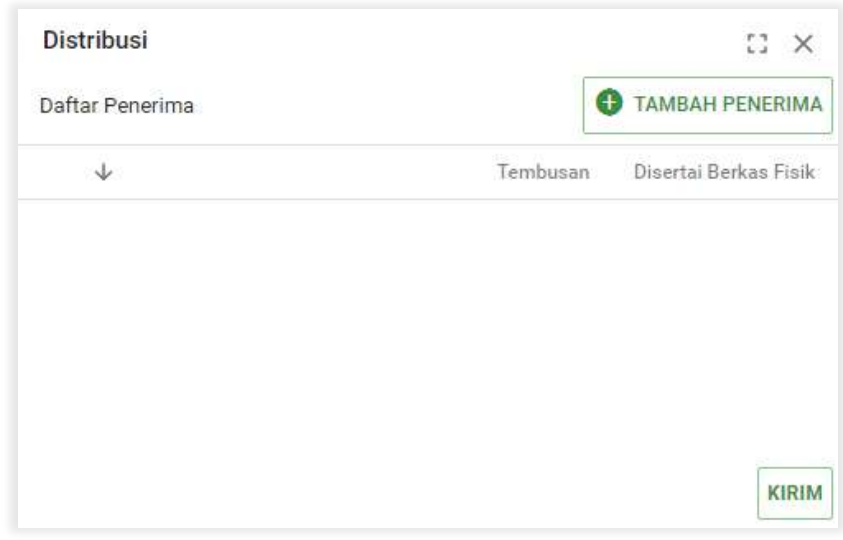 Distribusi
Daftar Penerima
TAMBAH PENERIMA
Tembusan Disertai Berkas Fisik
KIRIM